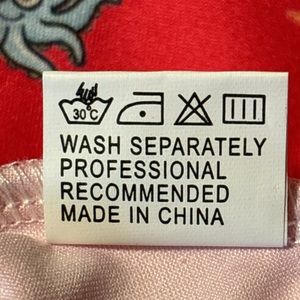 30°C
WASH SEPARATELY
PROFESSIONAL
RECOMMENDED
MADE IN CHINA